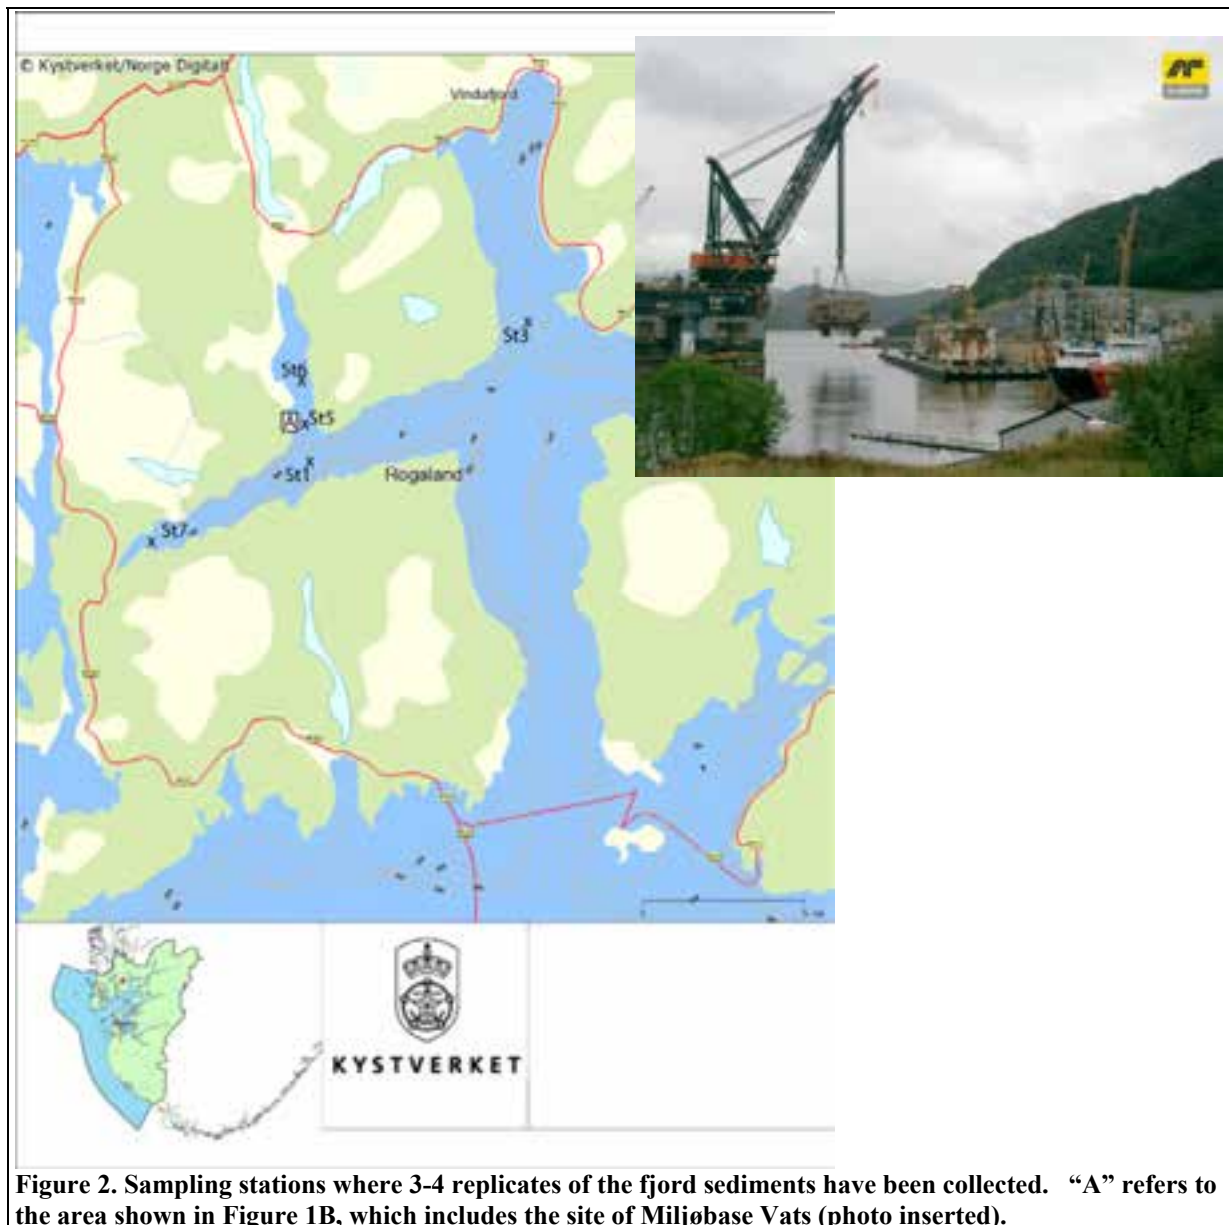 © Kystverket/Norge Digitalt
Vindafjord
St3
St6
A
St5
St1
Rogaland
St7
KYSTVERKET
Figure 2. Sampling stations where 3-4 replicates of the fjord sediments have been collected. “A” refers to
the area shown in Figure 1B, which includes the site of Miljøbase Vats (photo inserted).